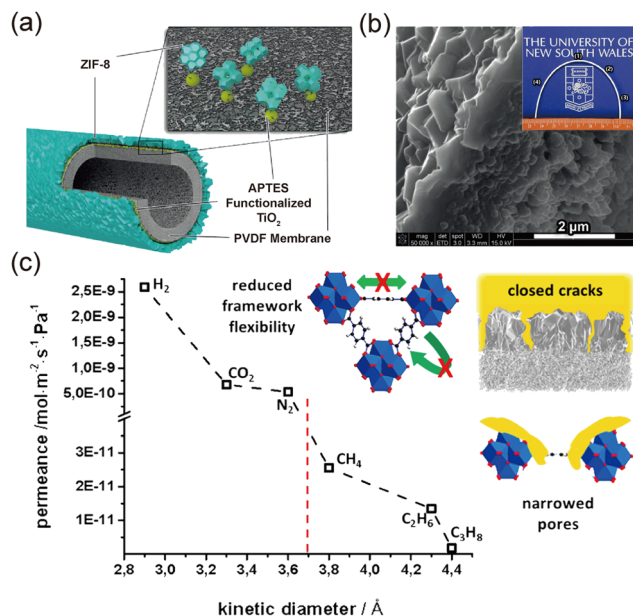 (a)
ZIF-8
APTES
Functionalized
TiO2
PVDF Membrane
(b)
THE UNIVERSITY OF
NEW SOUTH WALES
(1)
(2)
(3)
(4)
mag
50 000 x
det
ETD
spot
3.0
WD
3.3 mm
HV
15.0 kV
2 µm
(c)
permeance /mol·m-2·s-1·Pa-1
2,5E-9
2,0E-9
1,5E-9
1,0E-9
5,0E-10
3E-11
1E-11
H2
CO2
N2
CH4
C2H6
C3H8
reduced
framework
flexibility
X
X
closed cracks
narrowed
pores
2,8
3,0
3,2
3,4
3,6
3,8
4,0
4,2
4,4
kinetic diameter / Å